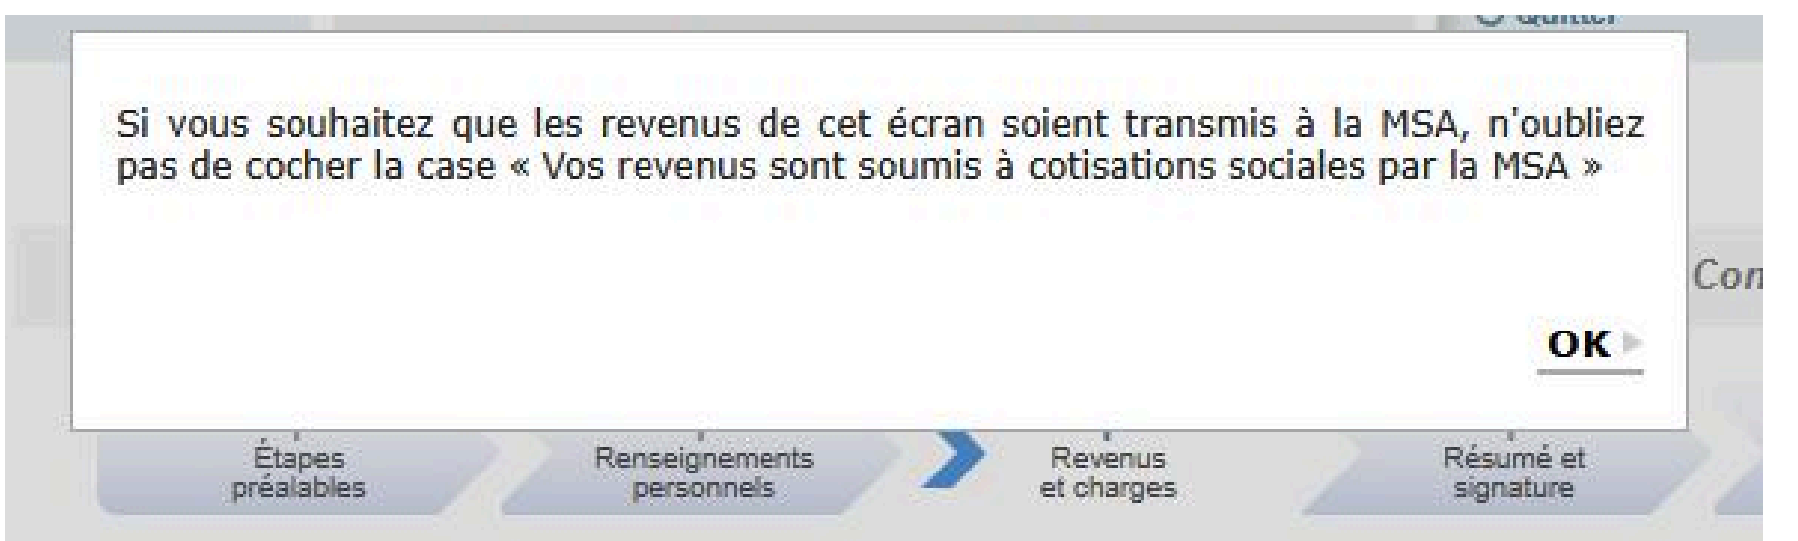 Quitter
Si vous souhaitez que les revenus de cet écran soient transmis à la MSA, n'oubliez
pas de cocher la case « Vos revenus sont soumis à cotisations sociales par la MSA »
OK
Étapes
préalables
Renseignements
personnels
Revenus
et charges
Résumé et
signature